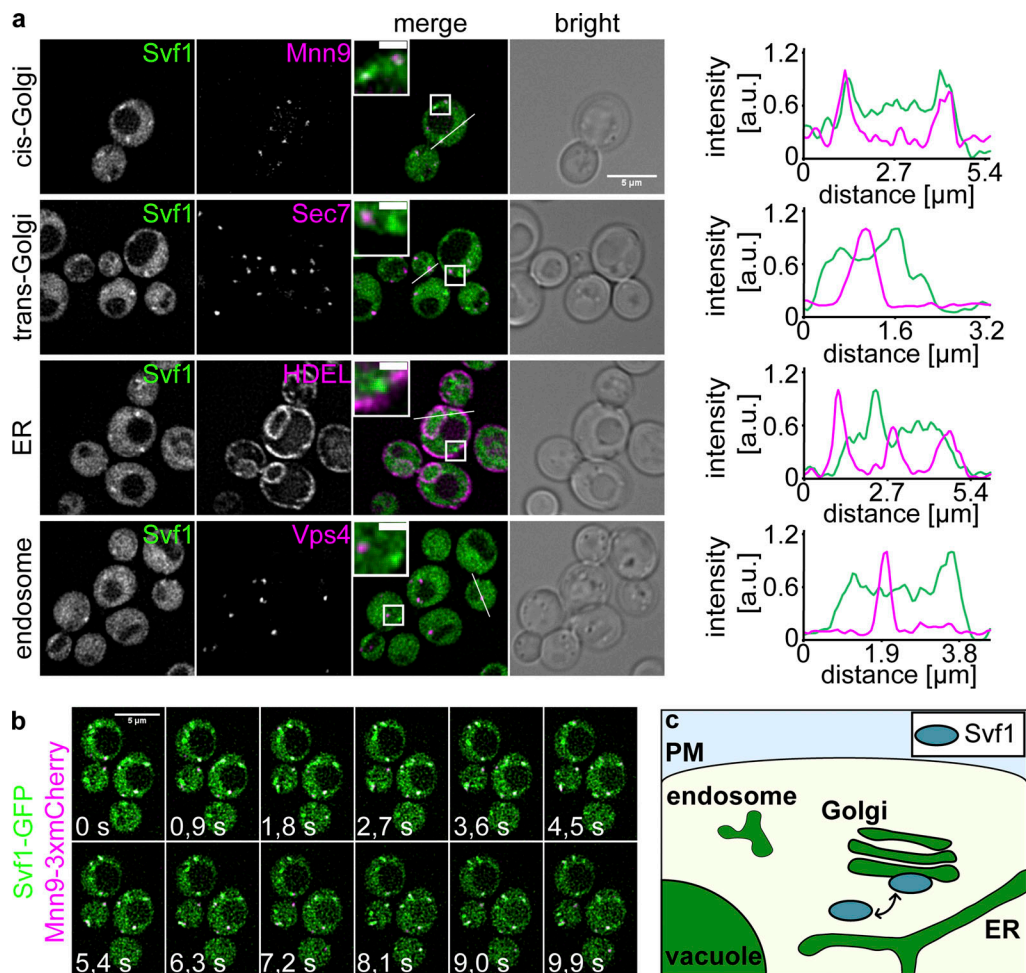 a
merge
bright
cis-Golgi
Svf1
Mnn9
5 µm
intensity
[a.u.]
1.2
0.6
0
0
2.7
5.4
distance [µm]
trans-Golgi
Svf1
Sec7
intensity
[a.u.]
1.2
0.6
0
0
1.6
3.2
distance [µm]
ER
Svf1
HDEL
intensity
[a.u.]
1.2
0.6
0
0
2.7
5.4
distance [µm]
endosome
Svf1
Vps4
intensity
[a.u.]
1.2
0.6
0
0
1.9
3.8
distance [µm]
b
Svf1-GFP
Mnn9-3xmCherry
5 µm
0 s
0,9 s
1,8 s
2,7 s
3,6 s
4,5 s
5,4 s
6,3 s
7,2 s
8,1 s
9,0 s
9,9 s
c
Svf1
PM
endosome
Golgi
ER
vacuole